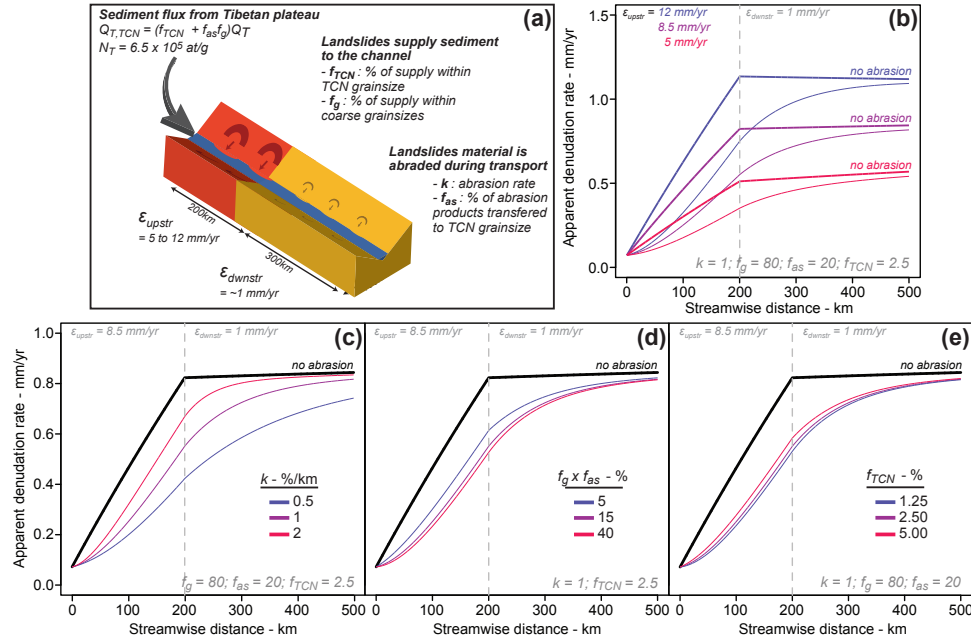 Sediment flux from Tibetan plateau
Q_T,TCN = (f_TCN + f_as f_g)Q_T
N_T = 6.5 x 10^5 at/g
(a)
Landslides supply sediment
to the channel
- f_TCN : % of supply within
TCN grainsize
- f_g : % of supply within
coarse grainsizes
Landslides material is
abraded during transport
- k : abrasion rate
- f_as : % of abrasion
products transfered
to TCN grainsize
200km
300km
ε_upstr
= 5 to 12 mm/yr
ε_dwnstr
= ~1 mm/yr
(b)
ε_upstr = 12 mm/yr
8.5 mm/yr
5 mm/yr
ε_dwnstr = 1 mm/yr
no abrasion
no abrasion
no abrasion
k = 1; f_g = 80; f_as = 20; f_TCN = 2.5
Apparent denudation rate - mm/yr
1.5
1.0
0.5
0.0
0 100 200 300 400 500
Streamwise distance - km
(c)
ε_upstr = 8.5 mm/yr
ε_dwnstr = 1 mm/yr
no abrasion
k - %/km
0.5
1
2
f_g = 80; f_as = 20; f_TCN = 2.5
Apparent denudation rate - mm/yr
1.0
0.8
0.6
0.4
0.2
0.0
0 100 200 300 400 500
Streamwise distance - km
(d)
ε_upstr = 8.5 mm/yr
ε_dwnstr = 1 mm/yr
no abrasion
f_g x f_as - %
5
15
40
k = 1; f_TCN = 2.5
0 100 200 300 400 500
Streamwise distance - km
(e)
ε_upstr = 8.5 mm/yr
ε_dwnstr = 1 mm/yr
no abrasion
f_TCN - %
1.25
2.50
5.00
k = 1; f_g = 80; f_as = 20
0 100 200 300 400 500
Streamwise distance - km